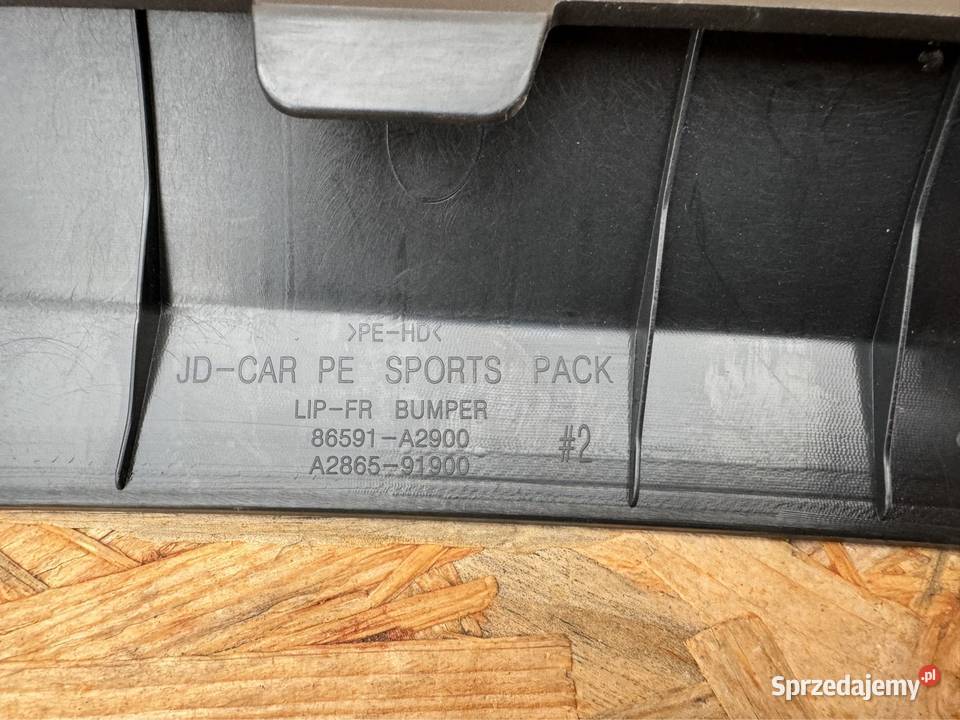 >PE-HD<
JD-CAR PE SPORTS PACK
LIP-FR BUMPER
86591-A2900
A2865-91900
#2
Sprzedajemy.pl